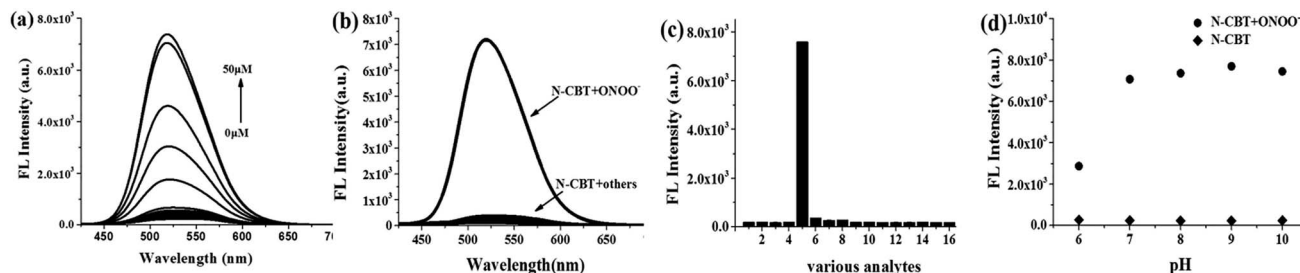 (a)
FL Intensity (a.u.)
8.0x10³
6.0x10³
4.0x10³
2.0x10³
0.0
50μM
0μM
450 500 550 600 650 70
Wavelength (nm)
(b)
FL Intensity(a.u.)
8x10³
7x10³
6x10³
5x10³
4x10³
3x10³
2x10³
1x10³
0
N-CBT+ONOO⁻
N-CBT+others
450 500 550 600 650
Wavelength(nm)
(c)
FL Intensity (a.u.)
8.0x10³
6.0x10³
4.0x10³
2.0x10³
0.0
2 4 6 8 10 12 14 16
various analytes
(d)
FL Intensity (a.u.)
1.0x10⁴
8.0x10³
6.0x10³
4.0x10³
2.0x10³
0.0
N-CBT+ONOO⁻
N-CBT
6 7 8 9 10
pH